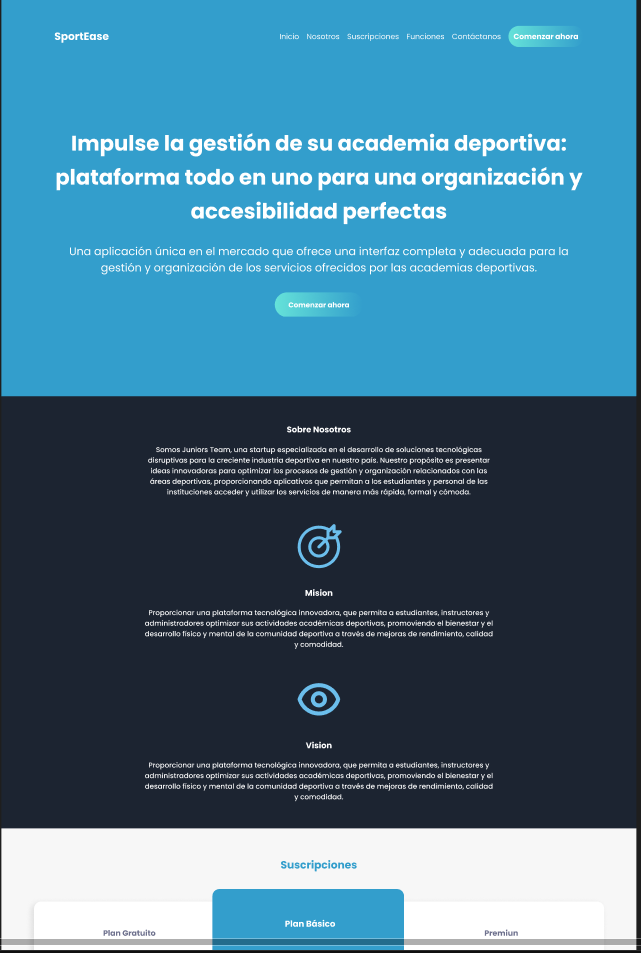 SportEase
Inicio Nosotros Suscripciones Funciones Contáctanos Comenzar ahora
Impulse la gestión de su academia deportiva:
plataforma todo en uno para una organización y
accesibilidad perfectas
Una aplicación única en el mercado que ofrece una interfaz completa y adecuada para la
gestión y organización de los servicios ofrecidos por las academias deportivas.
Comenzar ahora
Sobre Nosotros
Somos Juniors Team, una startup especializada en el desarrollo de soluciones tecnológicas
disruptivas para la creciente industria deportiva en nuestro país. Nuestro propósito es presentar
ideas innovadoras para optimizar los procesos de gestión y organización relacionados con las
áreas deportivas, proporcionando aplicativos que permitan a los estudiantes y personal de las
instituciones acceder y utilizar los servicios de manera más rápida, formal y cómoda.
Mision
Proporcionar una plataforma tecnológica innovadora, que permita a estudiantes, instructores y
administradores optimizar sus actividades académicas deportivas, promoviendo el bienestar y el
desarrollo físico y mental de la comunidad deportiva a través de mejoras de rendimiento, calidad
y comodidad.
Vision
Proporcionar una plataforma tecnológica innovadora, que permita a estudiantes, instructores y
administradores optimizar sus actividades académicas deportivas, promoviendo el bienestar y el
desarrollo físico y mental de la comunidad deportiva a través de mejoras de rendimiento, calidad
y comodidad.
Suscripciones
Plan Gratuito
Plan Básico
Premiun